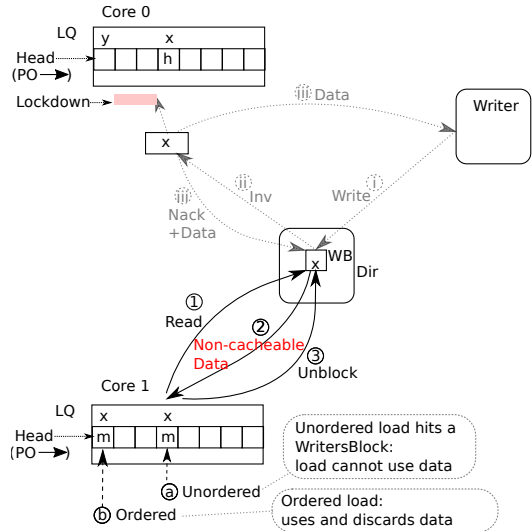 Core 0
LQ
y x
Head
(PO
)
h
Lockdown
x
iii Data
Writer
ii
i
iii
Inv
Write
Nack
+Data
WB
x
Dir
1
Read
2
Non-cacheable
Data
3
Unblock
Core 1
LQ
x x
Head
(PO
)
m m
a Unordered
b Ordered
Unordered load hits a
WritersBlock:
load cannot use data
Ordered load:
uses and discards data